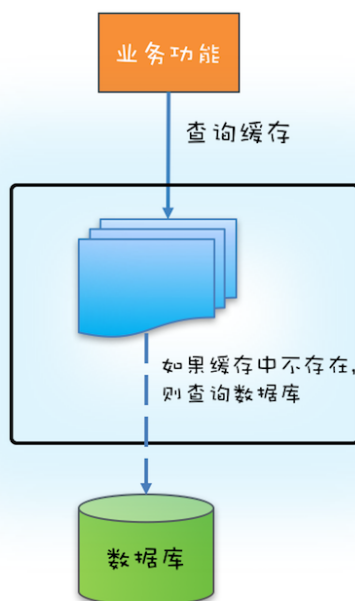 业务功能
查询缓存
如果缓存中不存在,
则查询数据库
数据库